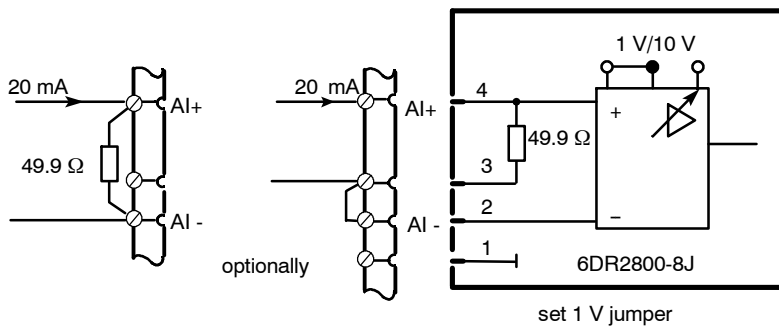 20 mA
AI+
49.9 Ω
AI -
optionally
20 mA
AI+
AI -
4
3
2
1
49.9 Ω
1 V/10 V
+
−
6DR2800-8J
set 1 V jumper